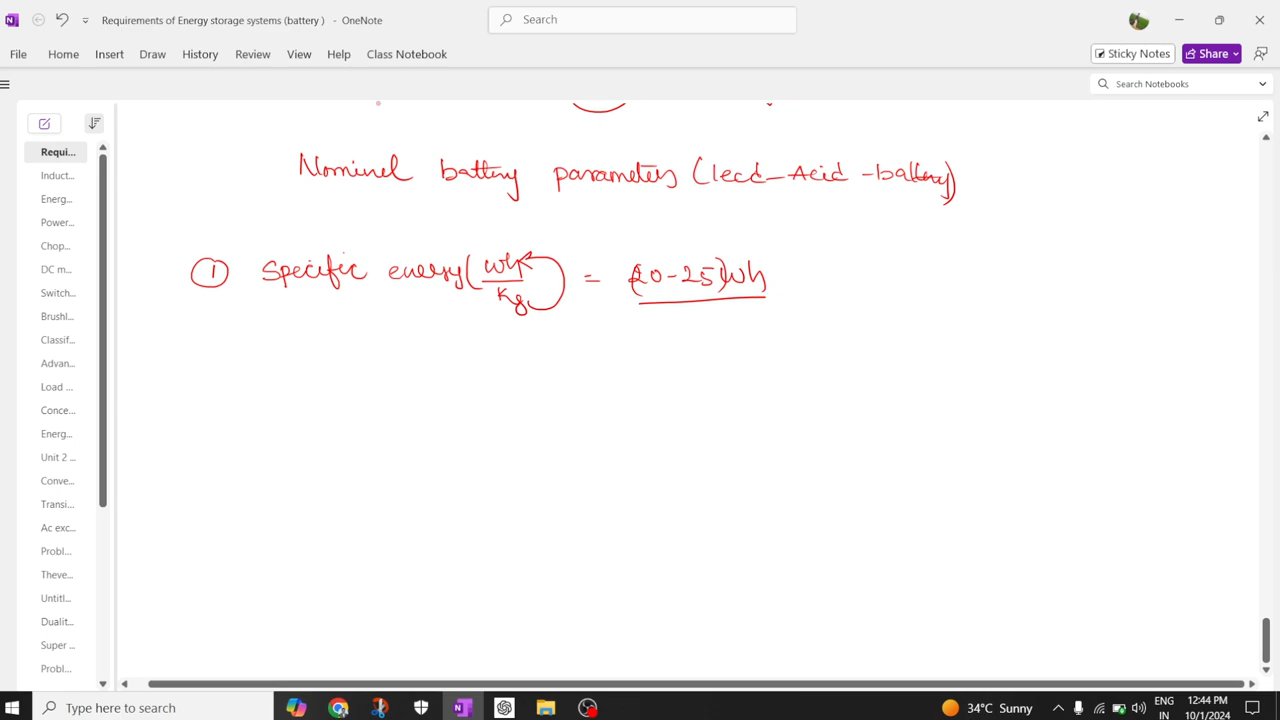 Requirements of Energy storage systems (battery ) - OneNote
Search
File Home Insert Draw History Review View Help Class Notebook
Sticky Notes Share
Search Notebooks
Requi...
Induct...
Energ...
Power...
Chop...
DC m...
Switch...
Brushl...
Classif...
Advan...
Load ...
Conce...
Energ...
Unit 2 ...
Conve...
Transi...
Ac exc...
Probl...
Theve...
Untitl...
Dualit...
Super ...
Probl...
Nominal battery parameters (lead-Acid-battery)
① Specific energy (Wh/Kg) = (20-25)Wh
Type here to search
34°C Sunny
ENG
IN
12:44 PM
10/1/2024